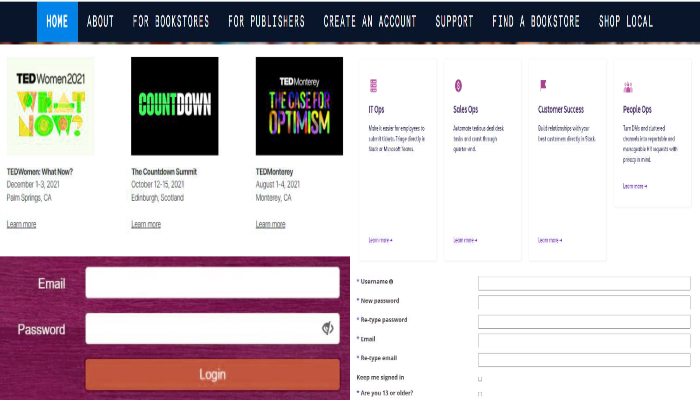 HOME ABOUT FOR BOOKSTORES FOR PUBLISHERS CREATE AN ACCOUNT SUPPORT FIND A BOOKSTORE SHOP LOCAL
TEDWomen2021
WHAT
NOW?
COUNTDOWN
TEDMonterey
THE CASE FOR
OPTIMISM
TEDWomen: What Now?
December 1-3, 2021
Palm Springs, CA
Learn more
The Countdown Summit
October 12-15, 2021
Edinburgh, Scotland
Learn more
TEDMonterey
August 1-4, 2021
Monterey, CA
Learn more
IT Ops
Make it easier for employees to
submit tickets. Triage directly in
Slack or Microsoft Teams.
Learn more →
Sales Ops
Automate tedious deal desk
tasks and coast through
quarter-end.
Learn more →
Customer Success
Build relationships with your
best customers directly in Slack.
Learn more →
People Ops
Turn DMs and cluttered
channels into repeatable and
manageable HR requests with
privacy in mind.
Learn more →
Email
Password
Login
* Username
* New password
* Re-type password
* Email
* Re-type email
Keep me signed in
* Are you 13 or older?